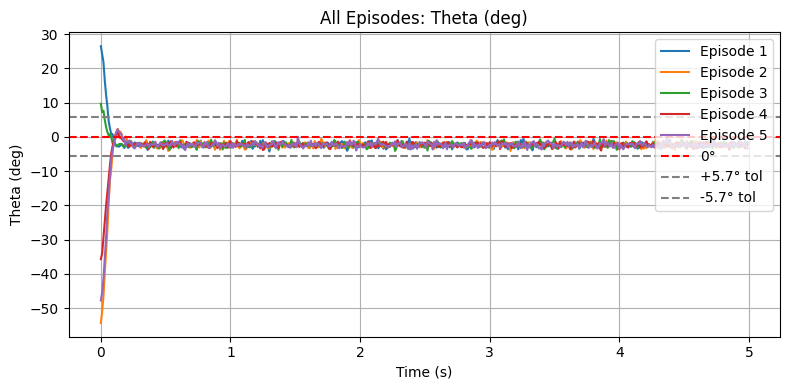 All Episodes: Theta (deg)
Theta (deg)
30
20
10
0
−10
−20
−30
−40
−50
Episode 1
Episode 2
Episode 3
Episode 4
Episode 5
0°
+5.7° tol
-5.7° tol
0 1 2 3 4 5
Time (s)